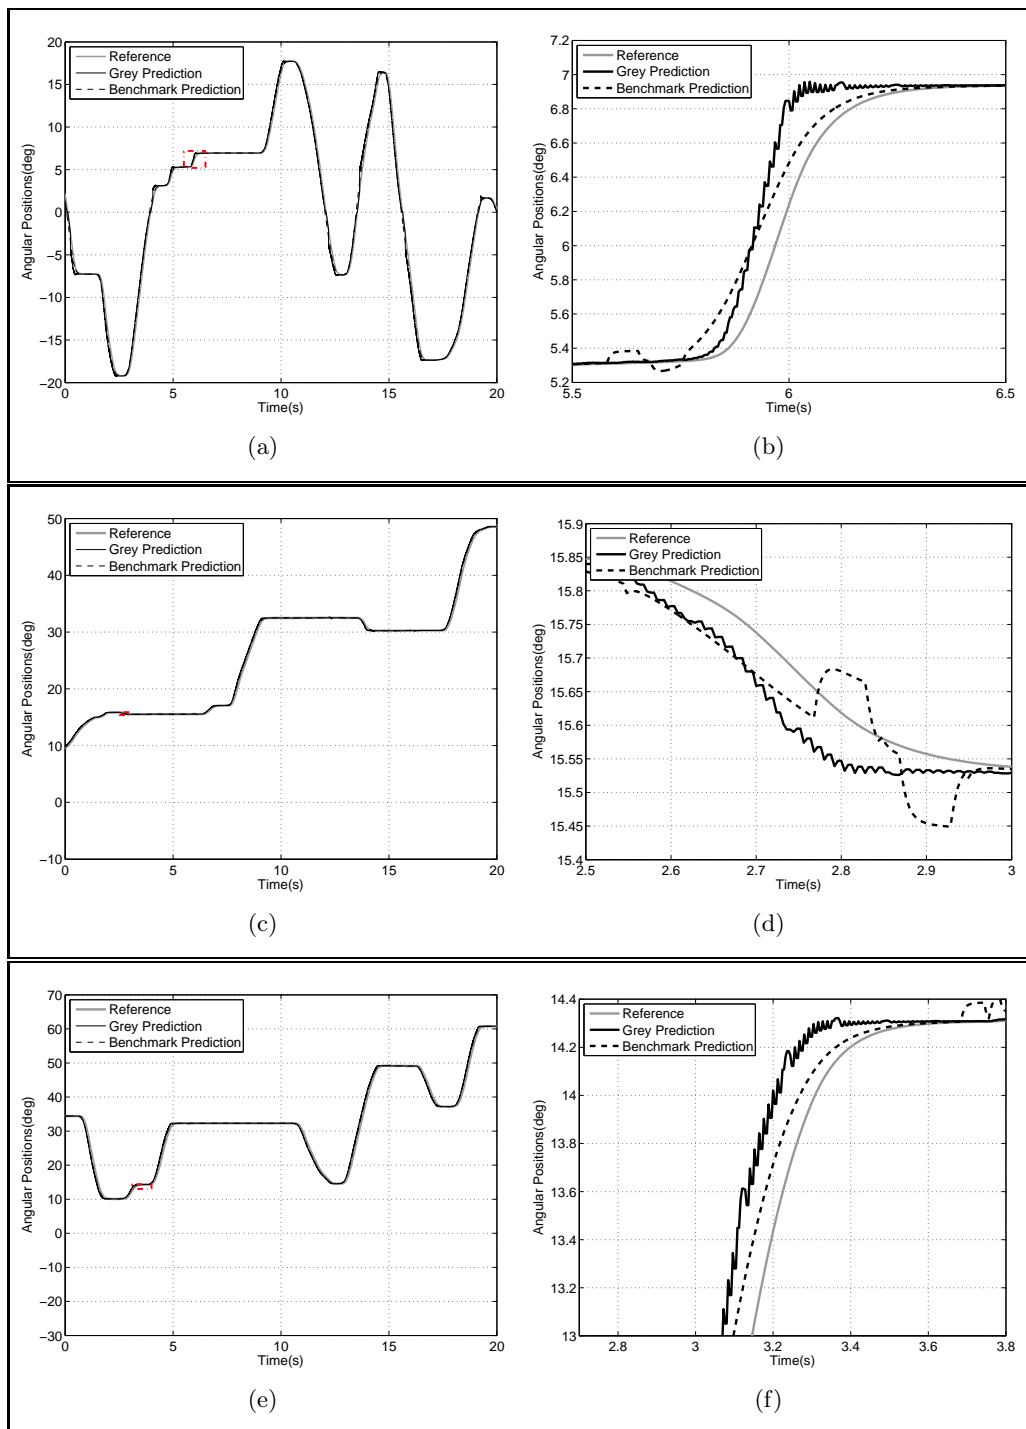 20
15
10
5
0
−5
−10
−15
−20
0
5
10
15
20
Angular Positions(deg)
Time(s)
Reference
Grey Prediction
Benchmark Prediction
(a)
7.2
7
6.8
6.6
6.4
6.2
6
5.8
5.6
5.4
5.2
5.5
6
6.5
Angular Positions(deg)
Time(s)
Reference
Grey Prediction
Benchmark Prediction
(b)
50
40
30
20
10
0
−10
0
5
10
15
20
Angular Positions(deg)
Time(s)
Reference
Grey Prediction
Benchmark Prediction
(c)
15.9
15.85
15.8
15.75
15.7
15.65
15.6
15.55
15.5
15.45
15.4
2.5
2.6
2.7
2.8
2.9
3
Angular Positions(deg)
Time(s)
Reference
Grey Prediction
Benchmark Prediction
(d)
70
60
50
40
30
20
10
0
−10
−20
−30
0
5
10
15
20
Angular Positions(deg)
Time(s)
Reference
Grey Prediction
Benchmark Prediction
(e)
14.4
14.2
14
13.8
13.6
13.4
13.2
13
2.8
3
3.2
3.4
3.6
3.8
Angular Positions(deg)
Time(s)
Reference
Grey Prediction
Benchmark Prediction
(f)